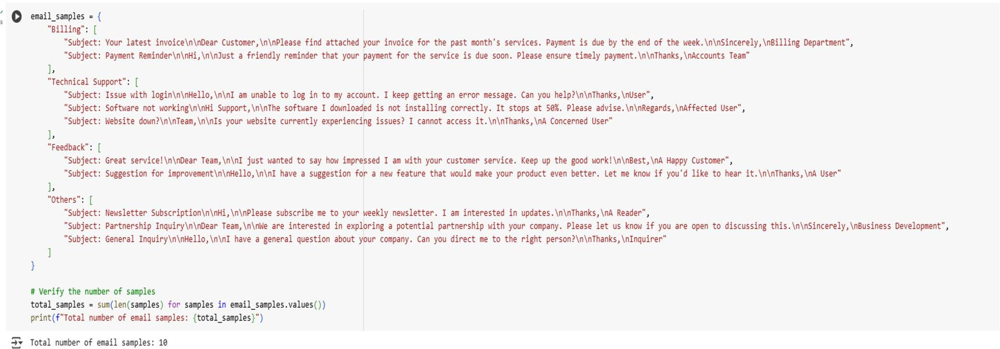 email_samples = {
    "Billing": [
        "Subject: Your latest invoice\n\nDear Customer,\n\nPlease find attached your invoice for the past month's services. Payment is due by the end of the week.\n\nSincerely,\nBilling Department",
        "Subject: Payment Reminder\n\nHi,\n\nJust a friendly reminder that your payment for the service is due soon. Please ensure timely payment.\n\nThanks,\nAccounts Team"
    ],
    "Technical Support": [
        "Subject: Issue with login\n\nHello,\n\nI am unable to log in to my account. I keep getting an error message. Can you help?\n\nThanks,\nUser",
        "Subject: Software not working\n\nHi Support,\n\nThe software I downloaded is not installing correctly. It stops at 50%. Please advise.\n\nRegards,\nAffected User",
        "Subject: Website down?\n\nTeam,\n\nIs your website currently experiencing issues? I cannot access it.\n\nThanks,\nA Concerned User"
    ],
    "Feedback": [
        "Subject: Great service!\n\nDear Team,\n\nI just wanted to say how impressed I am with your customer service. Keep up the good work!\n\nBest,\nA Happy Customer",
        "Subject: Suggestion for improvement\n\nHello,\n\nI have a suggestion for a new feature that would make your product even better. Let me know if you'd like to hear it.\n\nThanks,\nA User"
    ],
    "Others": [
        "Subject: Newsletter Subscription\n\nHi,\n\nPlease subscribe me to your weekly newsletter. I am interested in updates.\n\nThanks,\nA Reader",
        "Subject: Partnership Inquiry\n\nDear Team,\n\nWe are interested in exploring a potential partnership with your company. Please let us know if you are open to discussing this.\n\nSincerely,\nBusiness Development",
        "Subject: General Inquiry\n\nHello,\n\nI have a general question about your company. Can you direct me to the right person?\n\nThanks,\nInquirer"
    ]
}

# Verify the number of samples
total_samples = sum(len(samples) for samples in email_samples.values())
print(f"Total number of email samples: {total_samples}")
Total number of email samples: 10